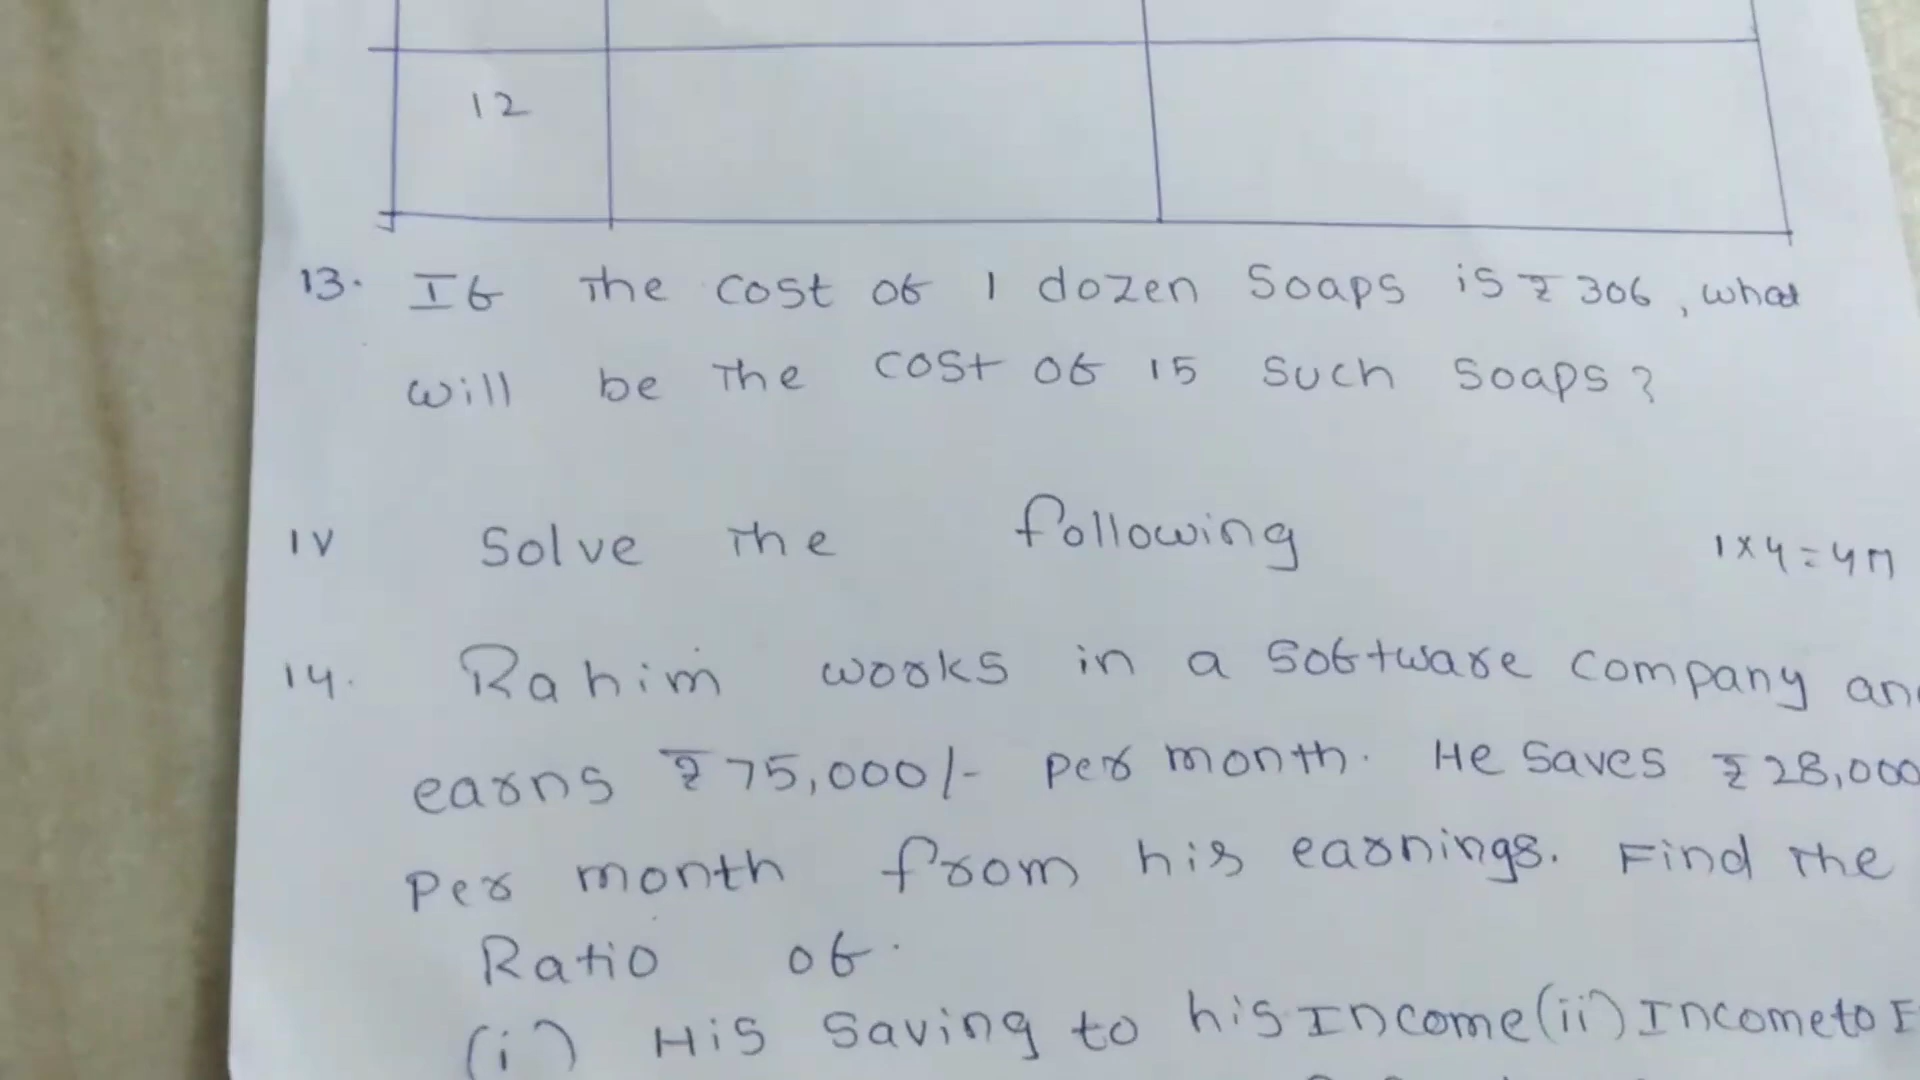 12
13. If the cost of 1 dozen soaps is ₹ 306, what
will be the cost of 15 such soaps?
IV Solve the following 1×4=4M
14. Rahim works in a software company
earns ₹75,000/- per month. He saves ₹28,000
per month from his earnings. Find the
Ratio of
(i) His saving to his Income (ii) Income to